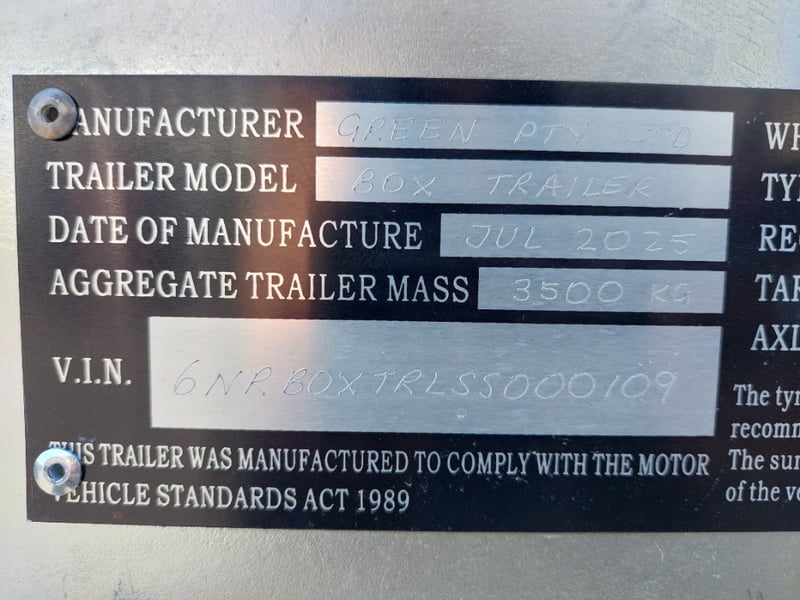 MANUFACTURER GREEN PTY LTD
TRAILER MODEL BOX TRAILER
DATE OF MANUFACTURE JUL 2025
AGGREGATE TRAILER MASS 3500 KG
V.I.N. 6NRBOXTRLSS000109
THIS TRAILER WAS MANUFACTURED TO COMPLY WITH THE MOTOR
VEHICLE STANDARDS ACT 1989
TAR
AXL
The tyr
recomm
The
of the